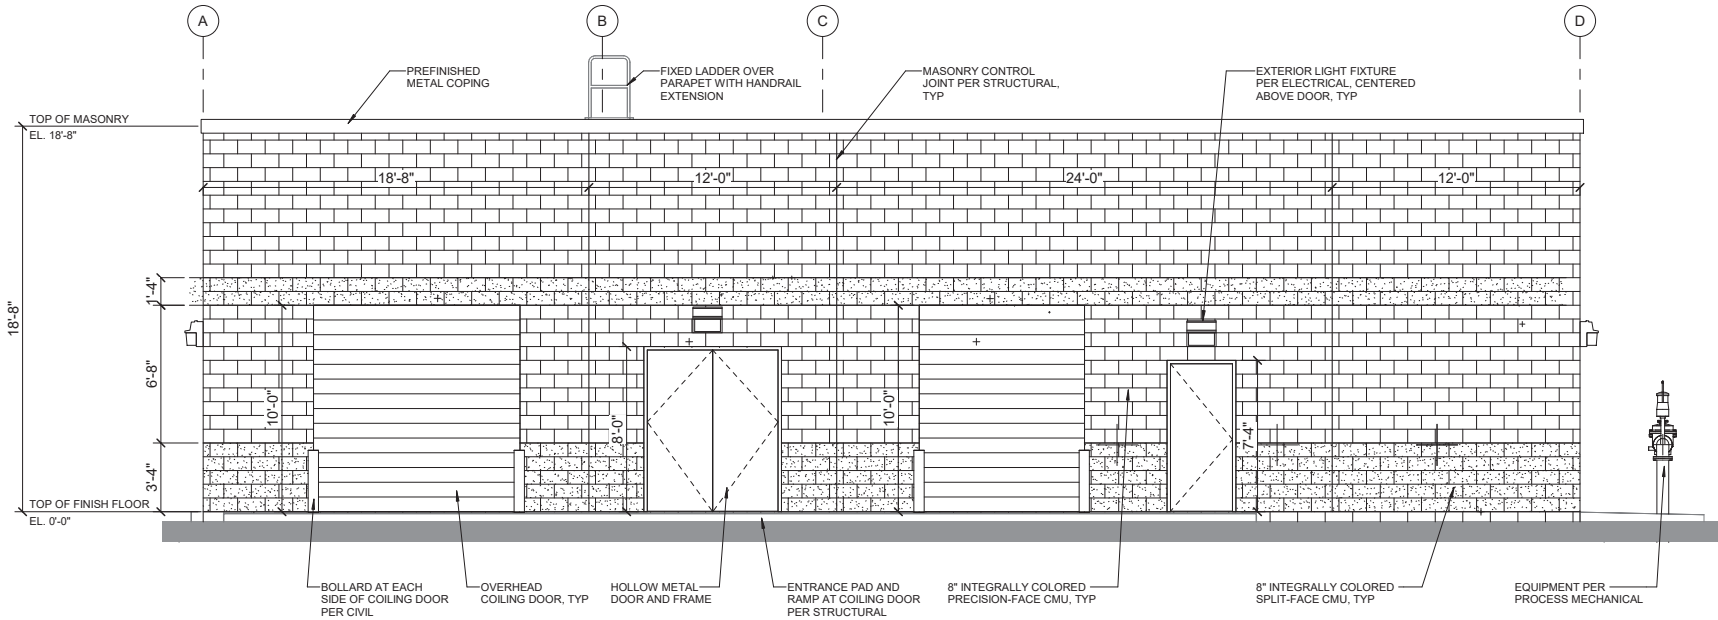 A
B
C
D
PREFINISHED
METAL COPING
FIXED LADDER OVER
PARAPET WITH HANDRAIL
EXTENSION
MASONRY CONTROL
JOINT PER STRUCTURAL,
TYP
EXTERIOR LIGHT FIXTURE
PER ELECTRICAL, CENTERED
ABOVE DOOR, TYP
TOP OF MASONRY
EL. 18'-8"
18'-8"
12'-0"
24'-0"
12'-0"
18'-8"
1'-4"
6'-8"
3'-4"
10'-0"
8'-0"
10'-0"
7'-4"
TOP OF FINISH FLOOR
EL. 0'-0"
BOLLARD AT EACH
SIDE OF COILING DOOR
PER CIVIL
OVERHEAD
COILING DOOR, TYP
HOLLOW METAL
DOOR AND FRAME
ENTRANCE PAD AND
RAMP AT COILING DOOR
PER STRUCTURAL
8" INTEGRALLY COLORED
PRECISION-FACE CMU, TYP
8" INTEGRALLY COLORED
SPLIT-FACE CMU, TYP
EQUIPMENT PER
PROCESS MECHANICAL